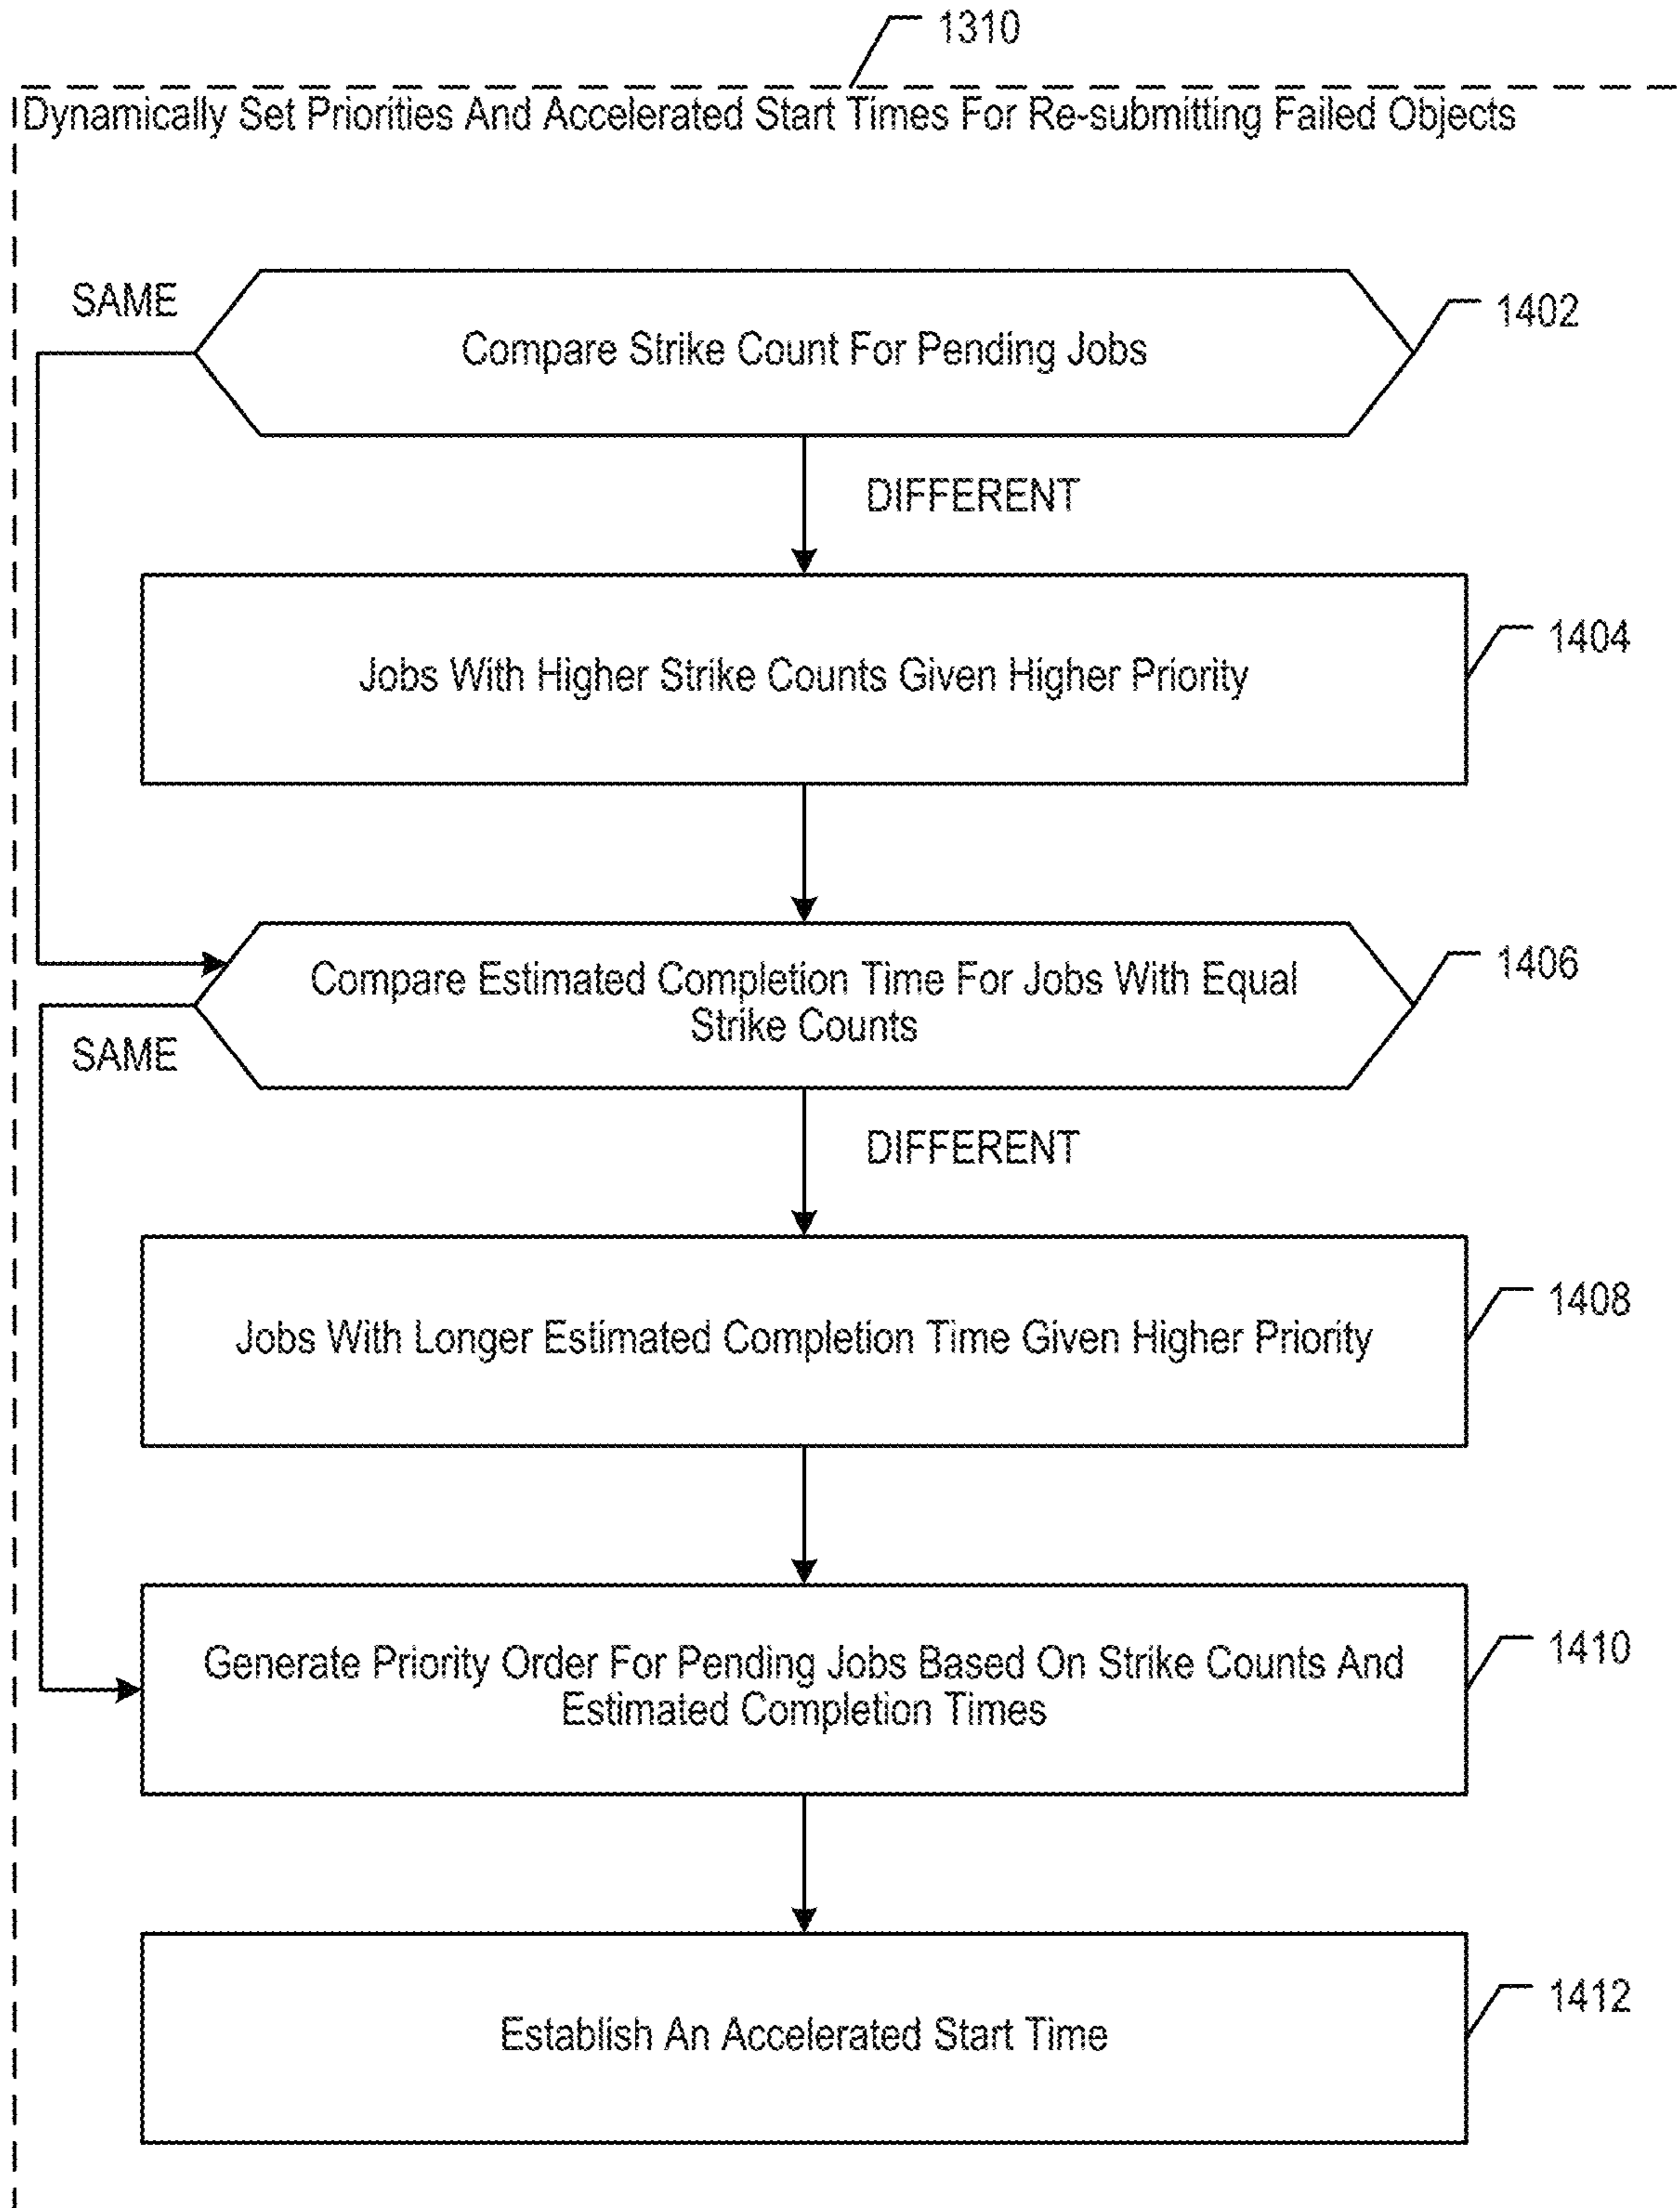 1310
Dynamically Set Priorities And Accelerated Start Times For Re-submitting Failed Objects
SAME
Compare Strike Count For Pending Jobs
1402
DIFFERENT
Jobs With Higher Strike Counts Given Higher Priority
1404
Compare Estimated Completion Time For Jobs With Equal
Strike Counts
1406
SAME
DIFFERENT
Jobs With Longer Estimated Completion Time Given Higher Priority
1408
Generate Priority Order For Pending Jobs Based On Strike Counts And
Estimated Completion Times
1410
Establish An Accelerated Start Time
1412